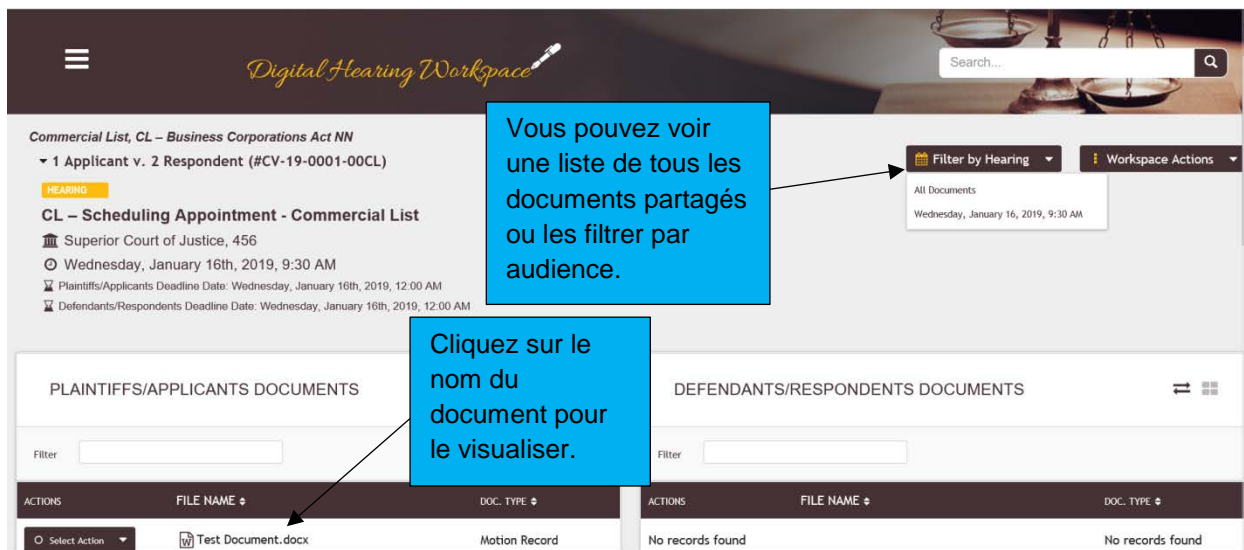 Digital Hearing Workspace
Search...
Commercial List, CL – Business Corporations Act NN
1 Applicant v. 2 Respondent (#CV-19-0001-00CL)
HEARING
CL – Scheduling Appointment - Commercial List
Superior Court of Justice, 456
Wednesday, January 16th, 2019, 9:30 AM
Plaintiffs/Applicants Deadline Date: Wednesday, January 16th, 2019, 12:00 AM
Defendants/Respondents Deadline Date: Wednesday, January 16th, 2019, 12:00 AM
Vous pouvez voir
une liste de tous les
documents partagés
ou les filtrer par
audience.
Filter by Hearing
Workspace Actions
All Documents
Wednesday, January 16, 2019, 9:30 AM
Cliquez sur le
nom du
document pour
le visualiser.
PLAINTIFFS/APPLICANTS DOCUMENTS
Filter
ACTIONS FILE NAME DOC. TYPE
Select Action Test Document.docx Motion Record
DEFENDANTS/RESPONDENTS DOCUMENTS
Filter
ACTIONS FILE NAME DOC. TYPE
No records found No records found